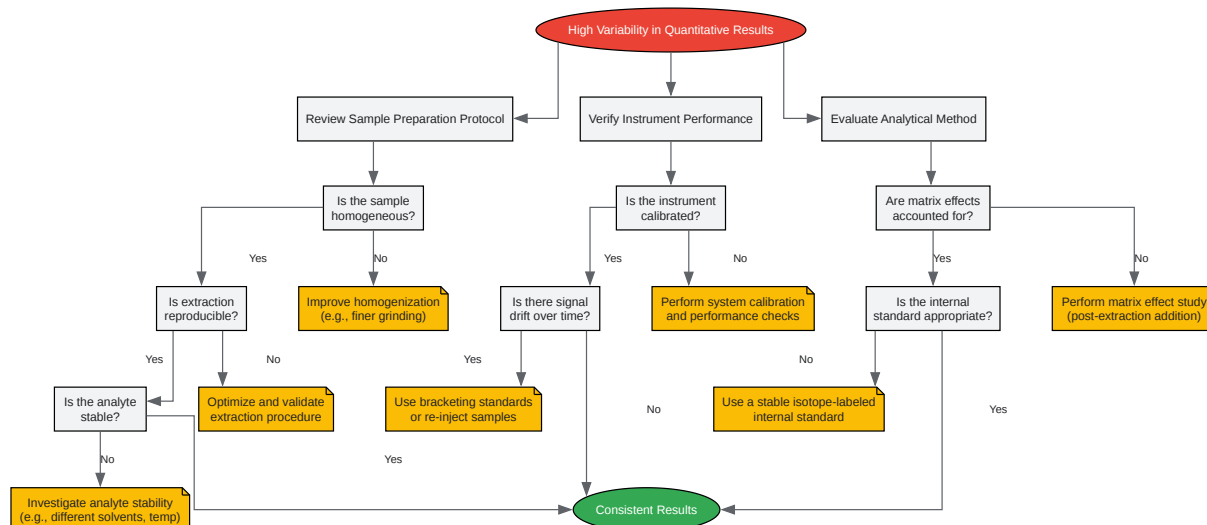 High Variability in Quantitative Results
Review Sample Preparation Protocol
Verify Instrument Performance
Evaluate Analytical Method
Is the sample
homogeneous?
Is the instrument
calibrated?
Are matrix effects
accounted for?
Yes
No
Yes
No
Yes
No
Is extraction
reproducible?
Improve homogenization
(e.g., finer grinding)
Is there signal
drift over time?
Perform system calibration
and performance checks
Is the internal
standard appropriate?
Perform matrix effect study
(post-extraction addition)
Yes
No
Yes
No
Is the analyte
stable?
Optimize and validate
extraction procedure
Use bracketing standards
or re-inject samples
No
Use a stable isotope-labeled
internal standard
Yes
No
Yes
Investigate analyte stability
(e.g., different solvents, temp)
Consistent Results